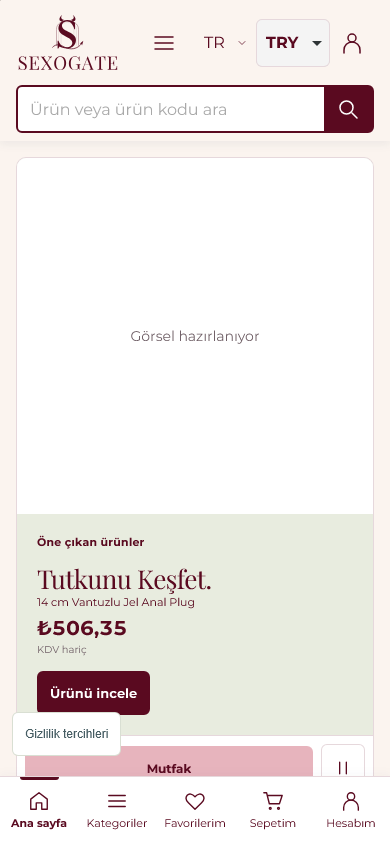 S
SEXOGATE
TR
TRY
Ürün veya ürün kodu ara
Görsel hazırlanıyor
Öne çıkan ürünler
Tutkunu Keşfet.
14 cm Vantuzlu Jel Anal Plug
₺506,35
KDV hariç
Ürünü incele
Gizlilik tercihleri
Mutfak
Ana sayfa
Kategoriler
Favorilerim
Sepetim
Hesabım